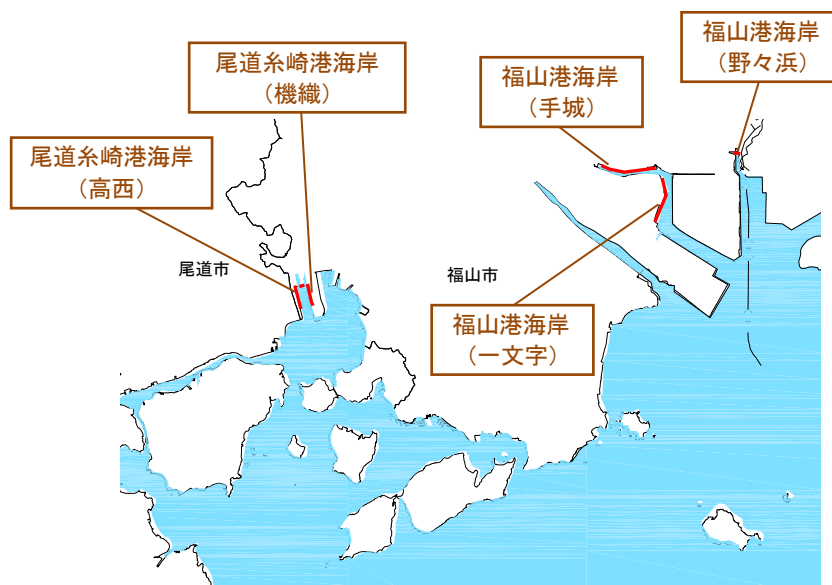 福山港海岸
（野々浜）
尾道糸崎港海岸
（機織）
福山港海岸
（手城）
尾道糸崎港海岸
（高西）
尾道市
福山市
福山港海岸
（一文字）